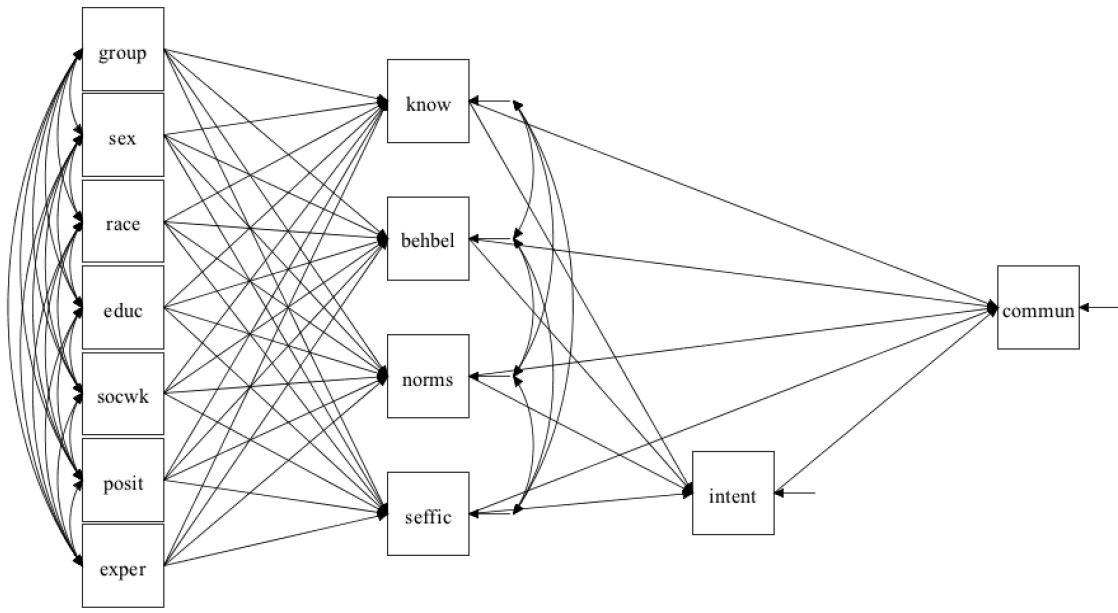 group
sex
race
educ
socwk
posit
exper
know
behbel
norms
seffic
intent
commun